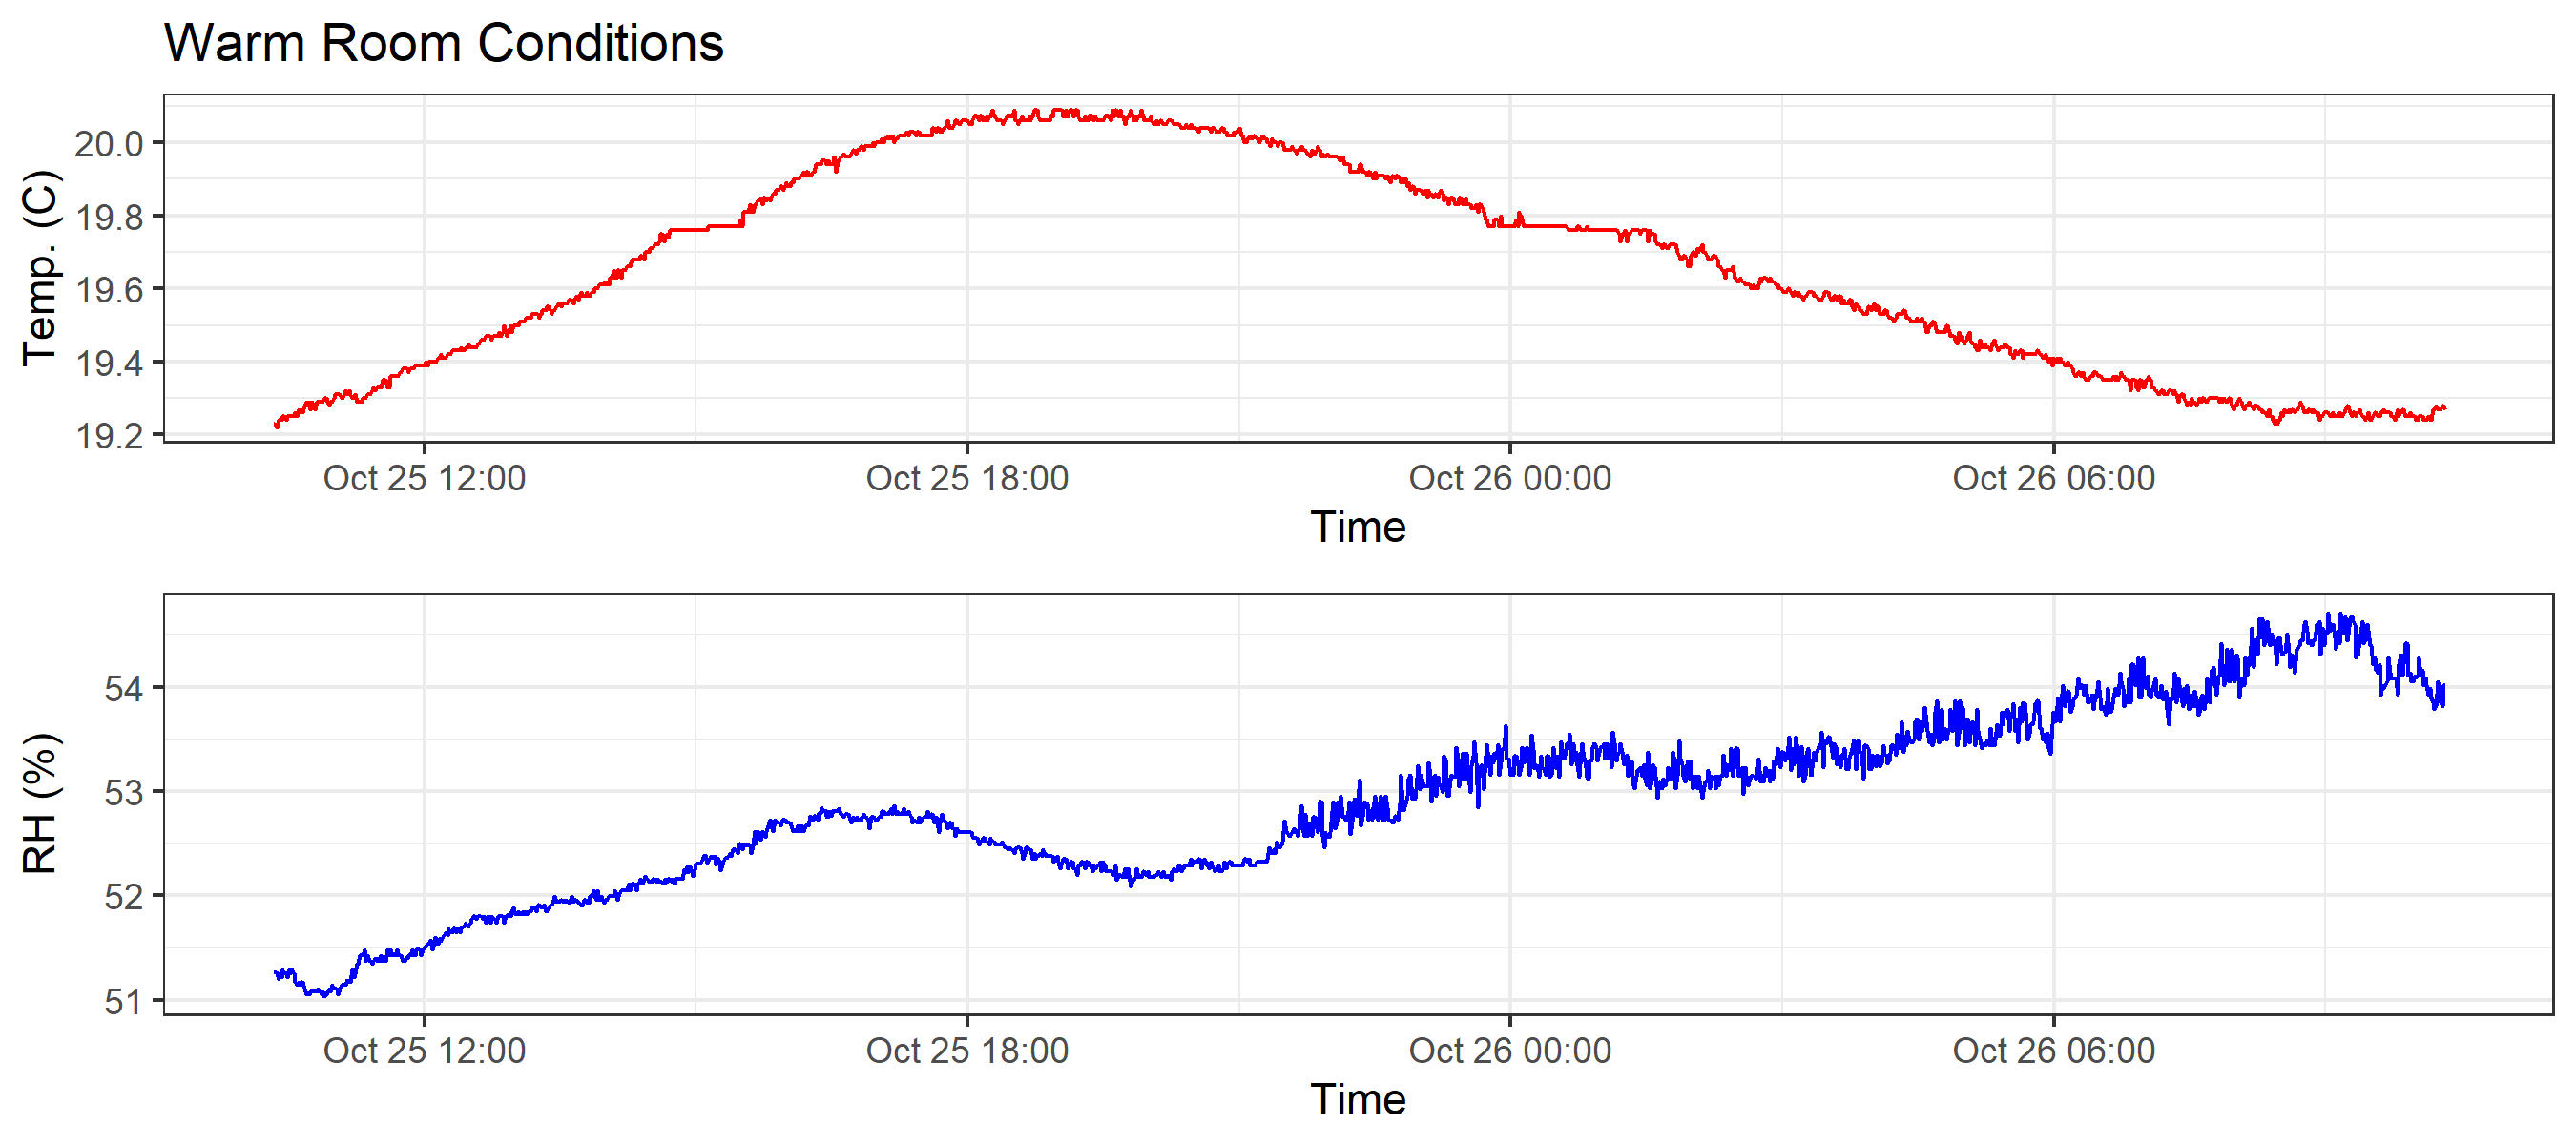 Warm Room Conditions
Temp. (C)
20.0
19.8
19.6
19.4
19.2
Oct 25 12:00 Oct 25 18:00 Oct 26 00:00 Oct 26 06:00
Time
RH (%)
54
53
52
51
Oct 25 12:00 Oct 25 18:00 Oct 26 00:00 Oct 26 06:00
Time